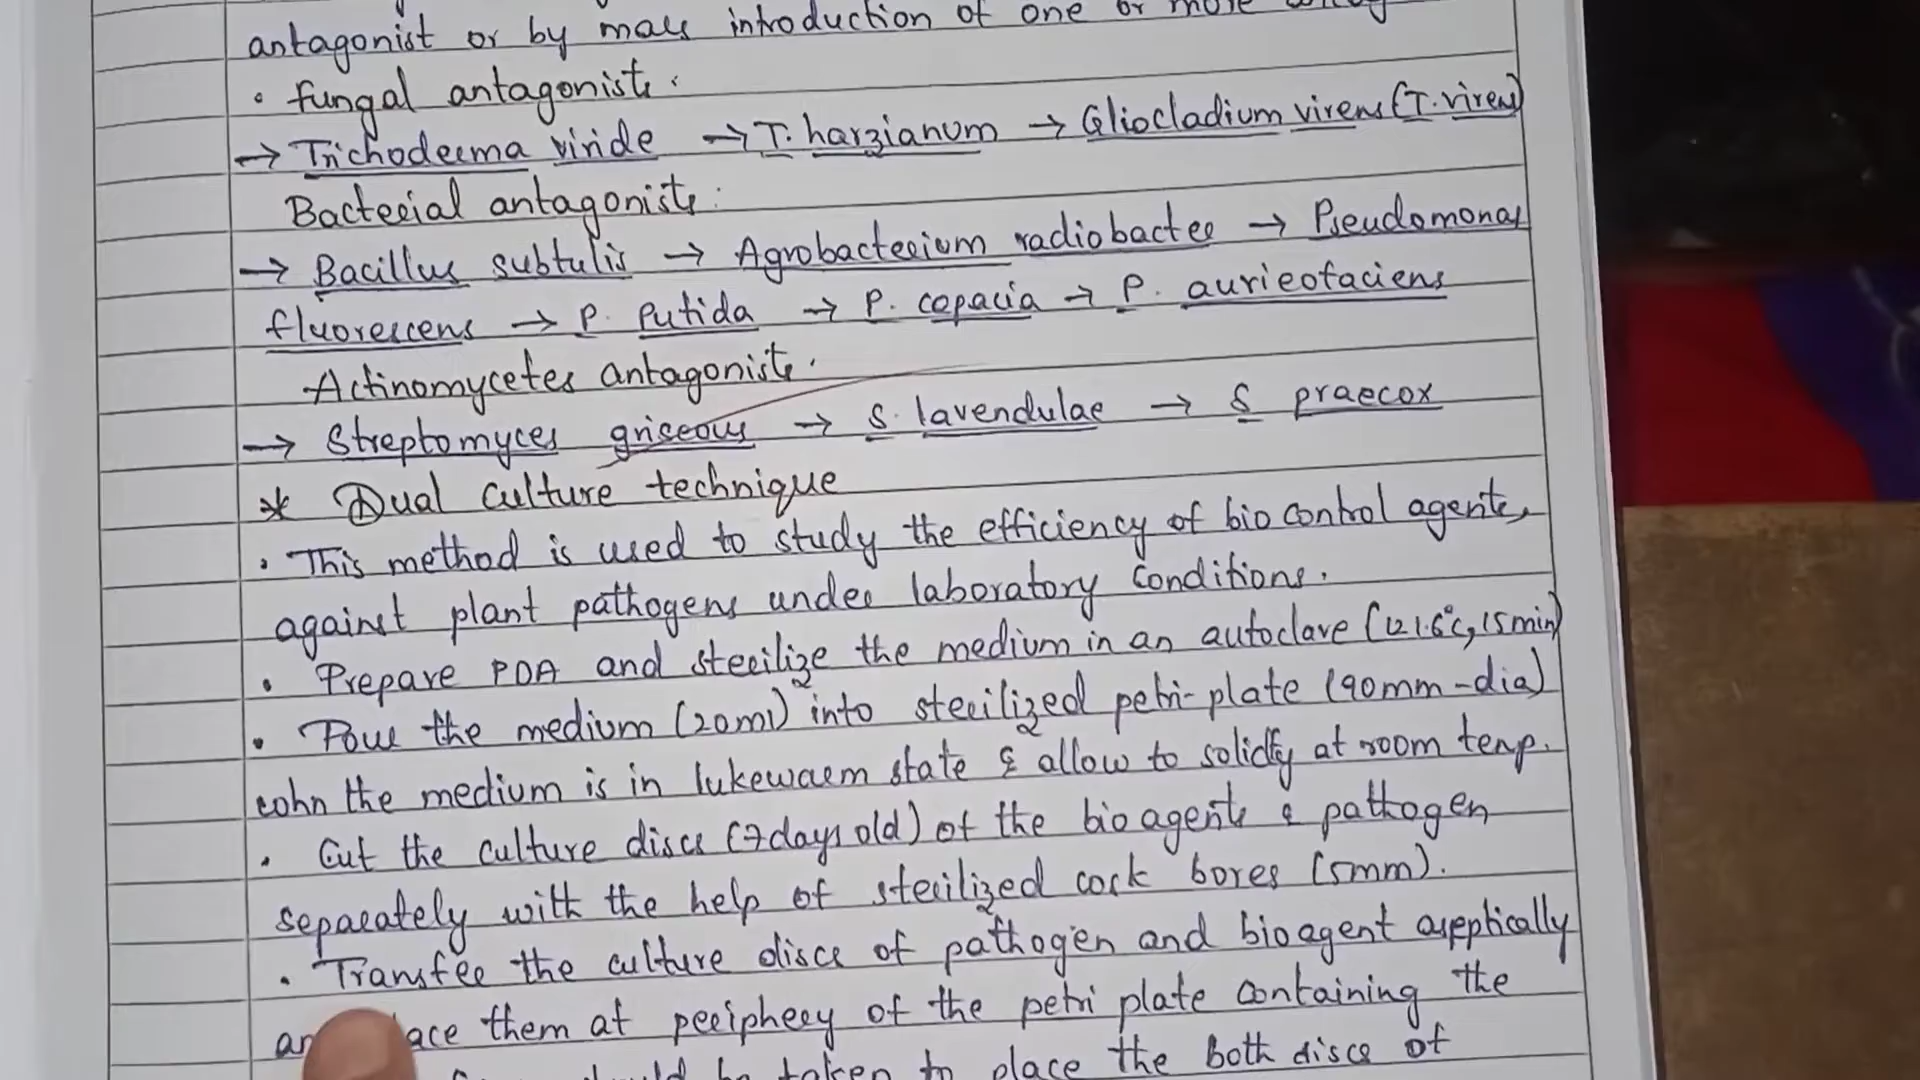 antagonist or by mass introduction of one or more
• fungal antagonists.
→ Trichoderma viride → T. harzianum → Gliocladium virens (T. virens)
Bacterial antagonists:
→ Bacillus subtulis → Agrobacterium radiobacter → Pseudomonas
fluorescens → P. Putida → P. cepacia → P. aurieofaciens
Actinomycetes antagonists.
→ Streptomyces griseous → S. lavendulae → S praecox
* Dual culture technique
• This method is used to study the efficiency of bio control agents,
against plant pathogens under laboratory conditions.
• Prepare PDA and sterilize the medium in an autoclave (121.6°C, 15min)
• Pour the medium (20ml) into sterilized petri-plate (90mm-dia)
whn the medium is in lukewarm state & allow to solidfy at room temp.
• Cut the culture discs (7days old) of the bio agents & pathogen
separately with the help of sterilized cork bores (5mm).
• Transfer the culture discs of pathogen and bioagent aseptically
them at periphery of the petri plate containing the
taken to place the both discs of